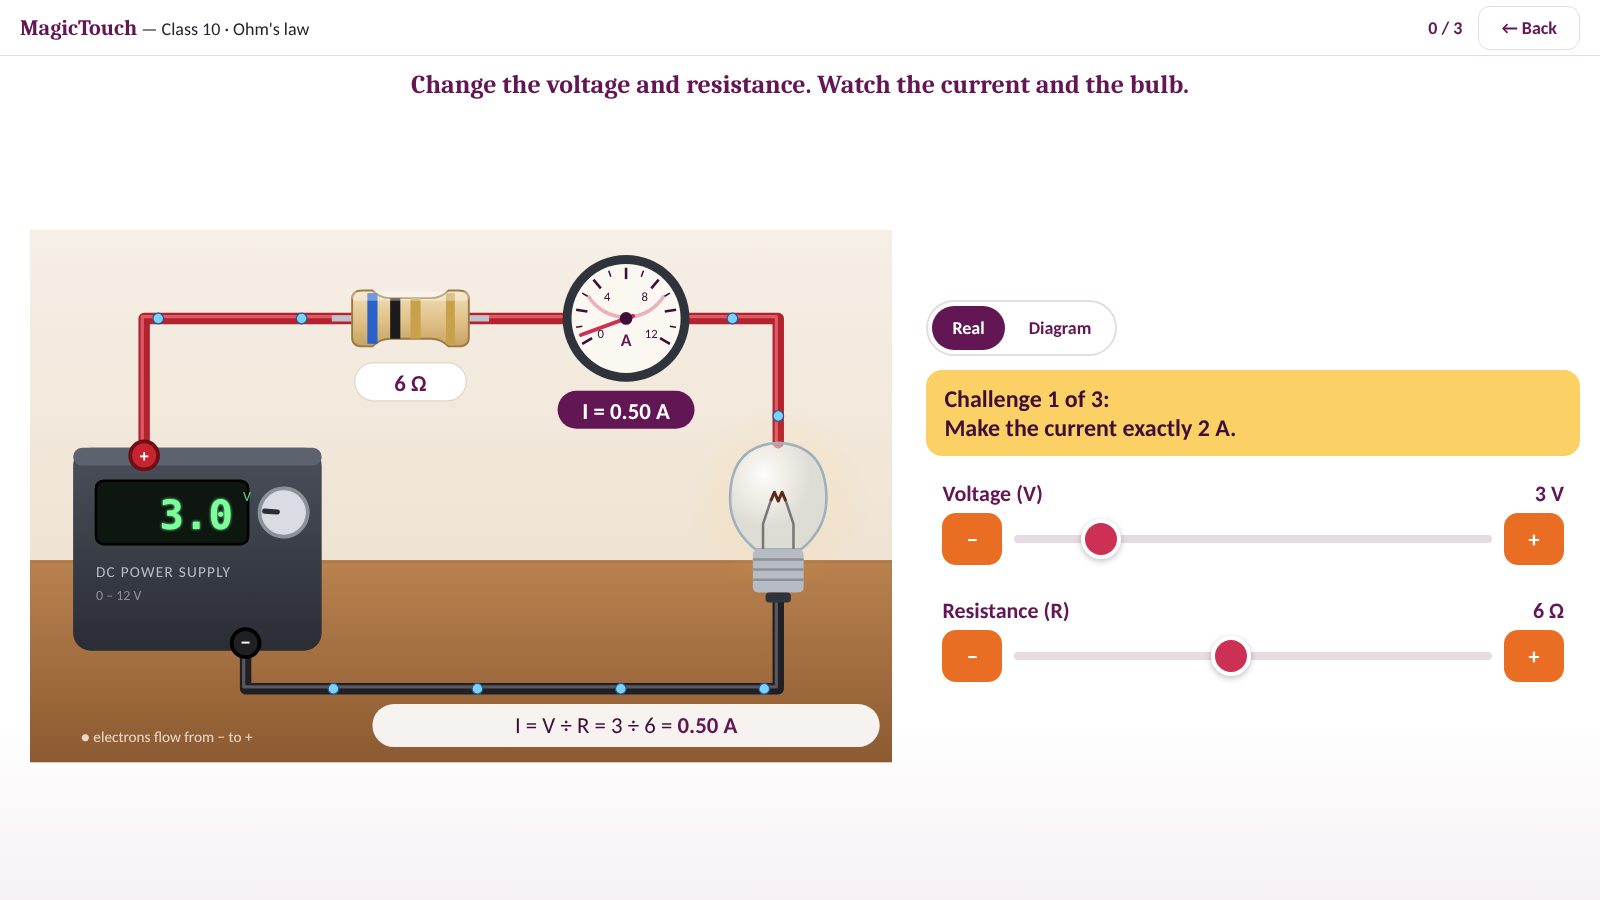 MagicTouch — Class 10 · Ohm's law
0 / 3
← Back
Change the voltage and resistance. Watch the current and the bulb.
4
8
0
12
A
6 Ω
I = 0.50 A
+
3.0
V
DC POWER SUPPLY
0 – 12 V
−
I = V ÷ R = 3 ÷ 6 = 0.50 A
● electrons flow from − to +
Real
Diagram
Challenge 1 of 3:
Make the current exactly 2 A.
Voltage (V)
3 V
−
+
Resistance (R)
6 Ω
−
+